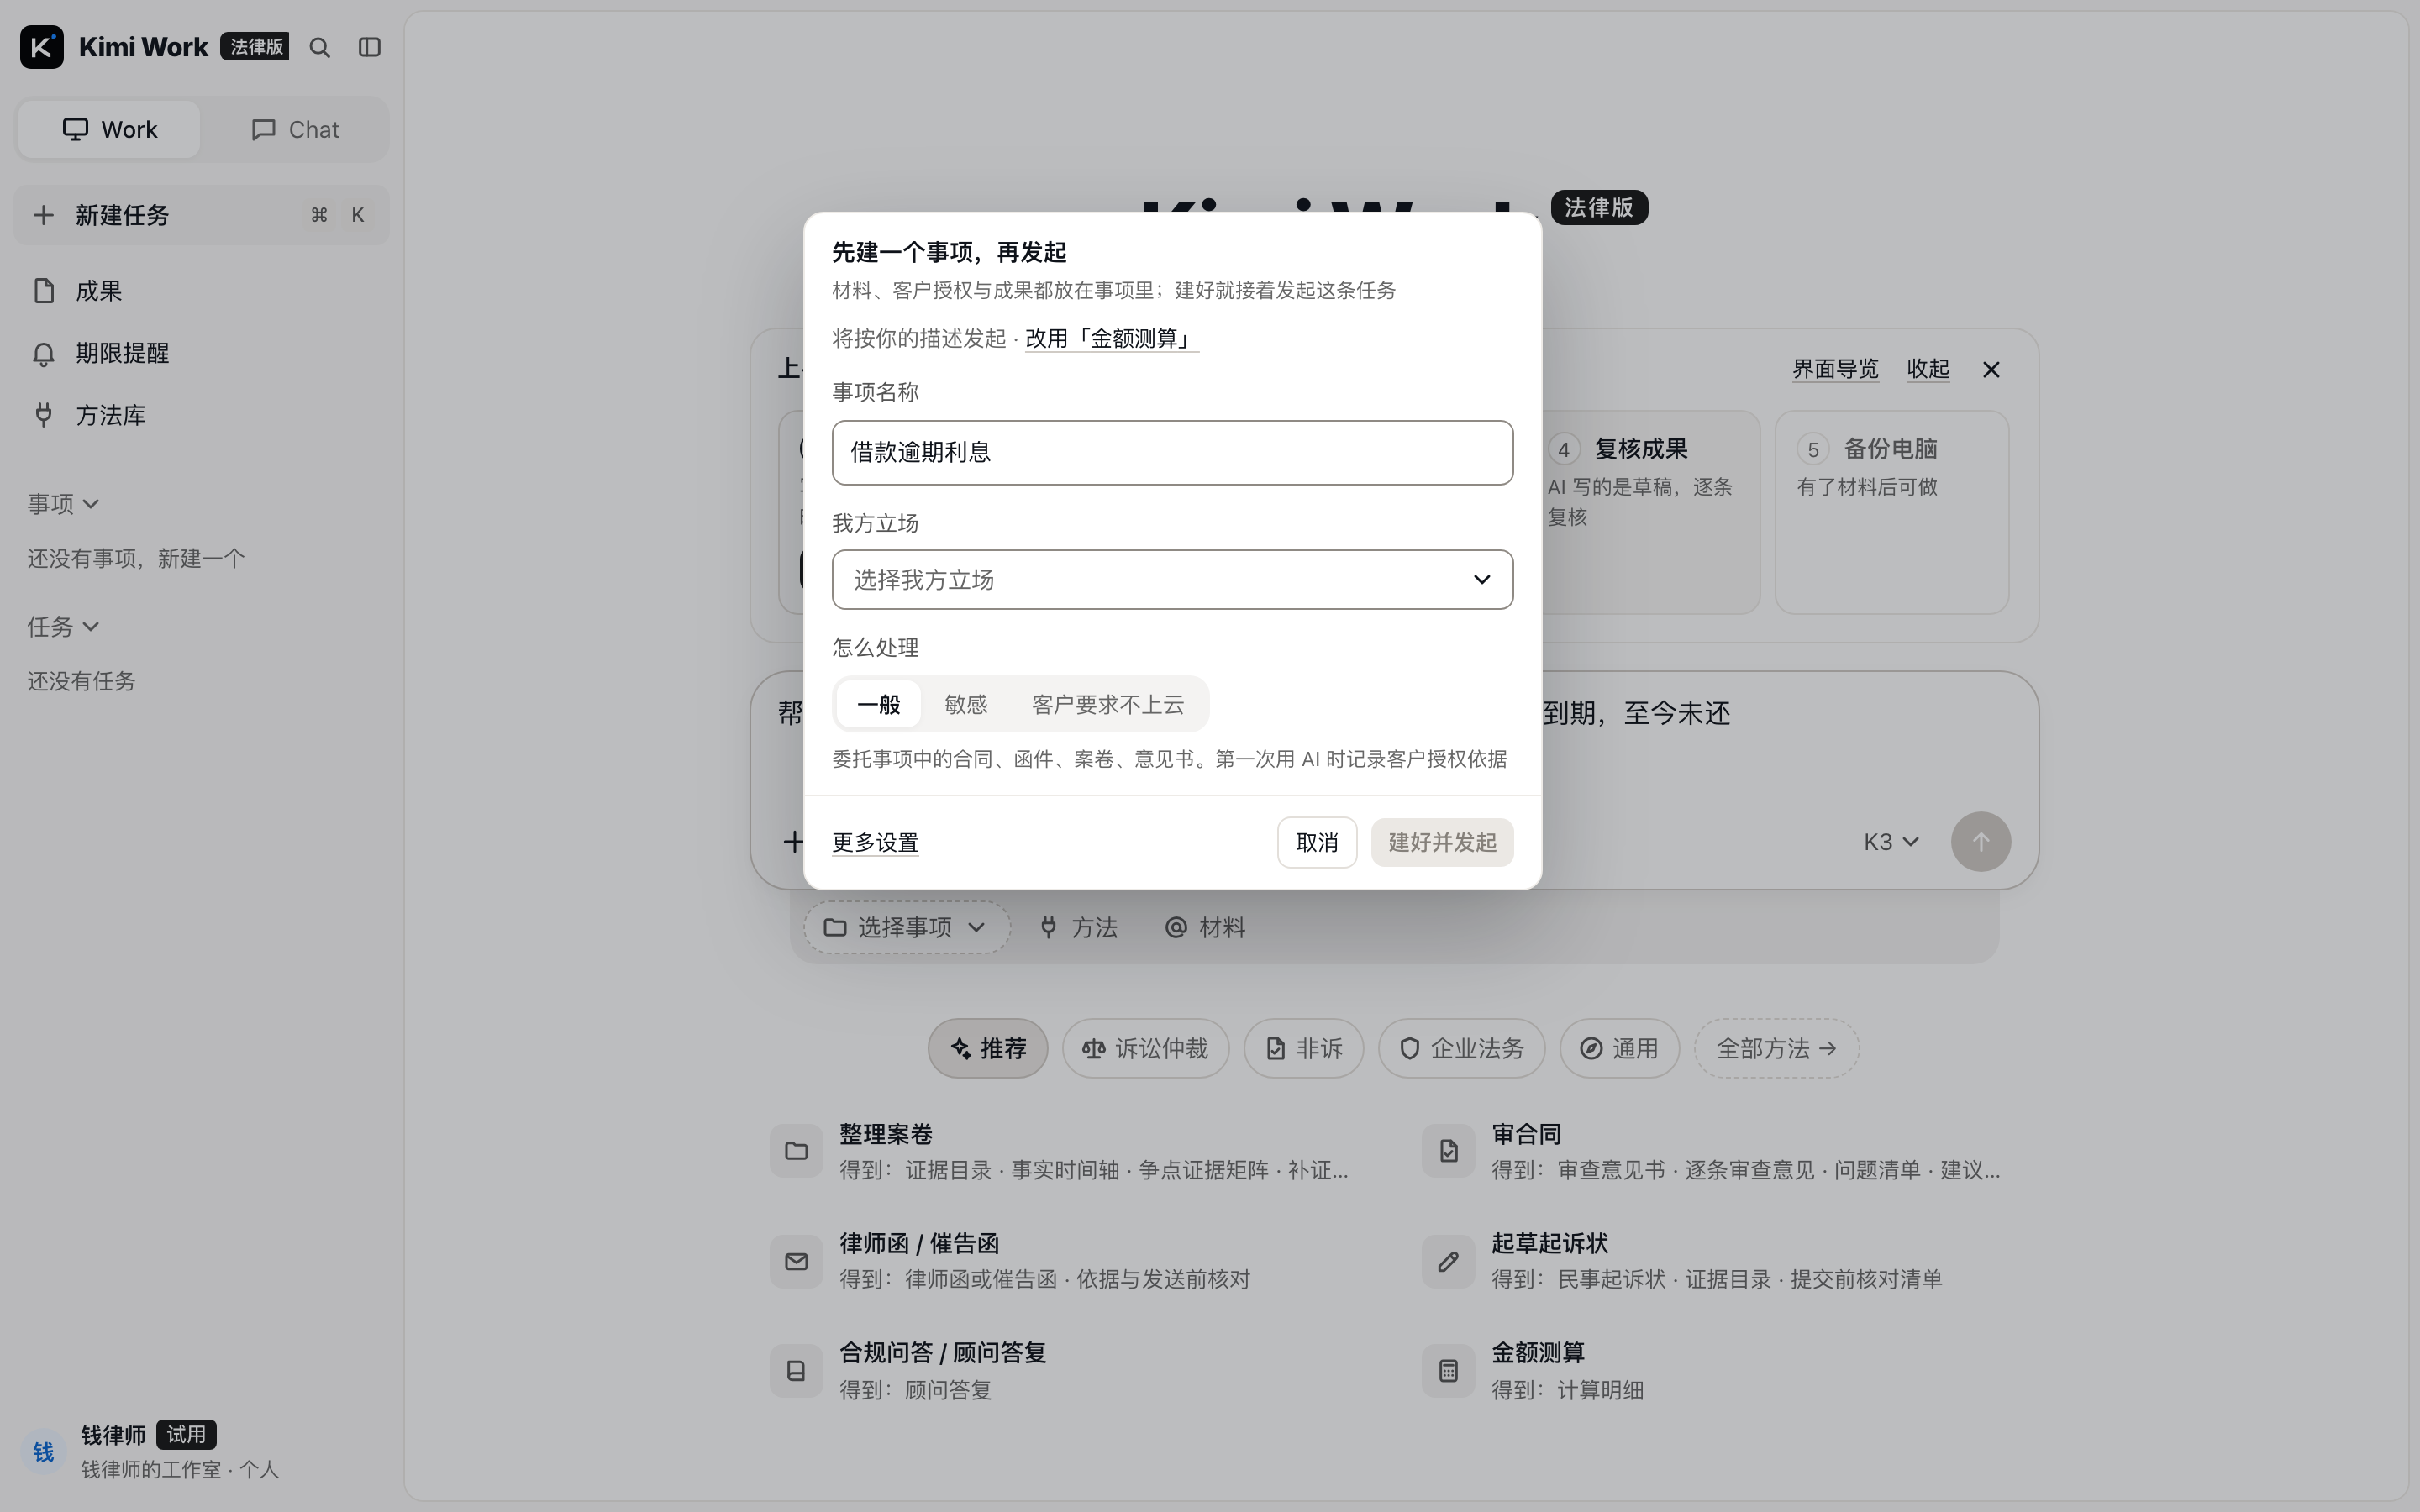 Kimi Work 法律版
Work
Chat
新建任务 ⌘ K
成果
期限提醒
方法库
事项
还没有事项，新建一个
任务
还没有任务
钱 钱律师 试用
钱律师的工作室 · 个人
法律版
先建一个事项，再发起
材料、客户授权与成果都放在事项里；建好就接着发起这条任务
将按你的描述发起 · 改用「金额测算」
事项名称
借款逾期利息
我方立场
选择我方立场
怎么处理
一般 敏感 客户要求不上云
委托事项中的合同、函件、案卷、意见书。第一次用 AI 时记录客户授权依据
更多设置 取消 建好并发起
界面导览 收起
4 复核成果
AI 写的是草稿，逐条
复核
5 备份电脑
有了材料后可做
帮
到期，至今未还
K3
选择事项 方法 材料
推荐 诉讼仲裁 非诉 企业法务 通用 全部方法 →
整理案卷
得到：证据目录 · 事实时间轴 · 争点证据矩阵 · 补证...
审合同
得到：审查意见书 · 逐条审查意见 · 问题清单 · 建议...
律师函 / 催告函
得到：律师函或催告函 · 依据与发送前核对
起草起诉状
得到：民事起诉状 · 证据目录 · 提交前核对清单
合规问答 / 顾问答复
得到：顾问答复
金额测算
得到：计算明细